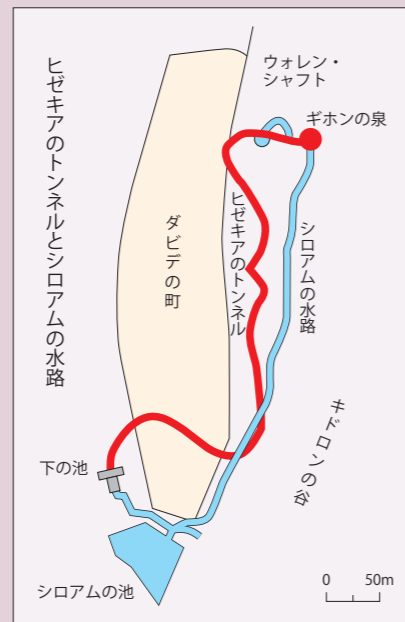 ヒゼキアのトンネルとシロアムの水路
ウォレン・
シャフト
ギホンの泉
ダビデの町
ヒゼキアのトンネル
シロアムの水路
キドロンの谷
下の池
シロアムの池
0 50m